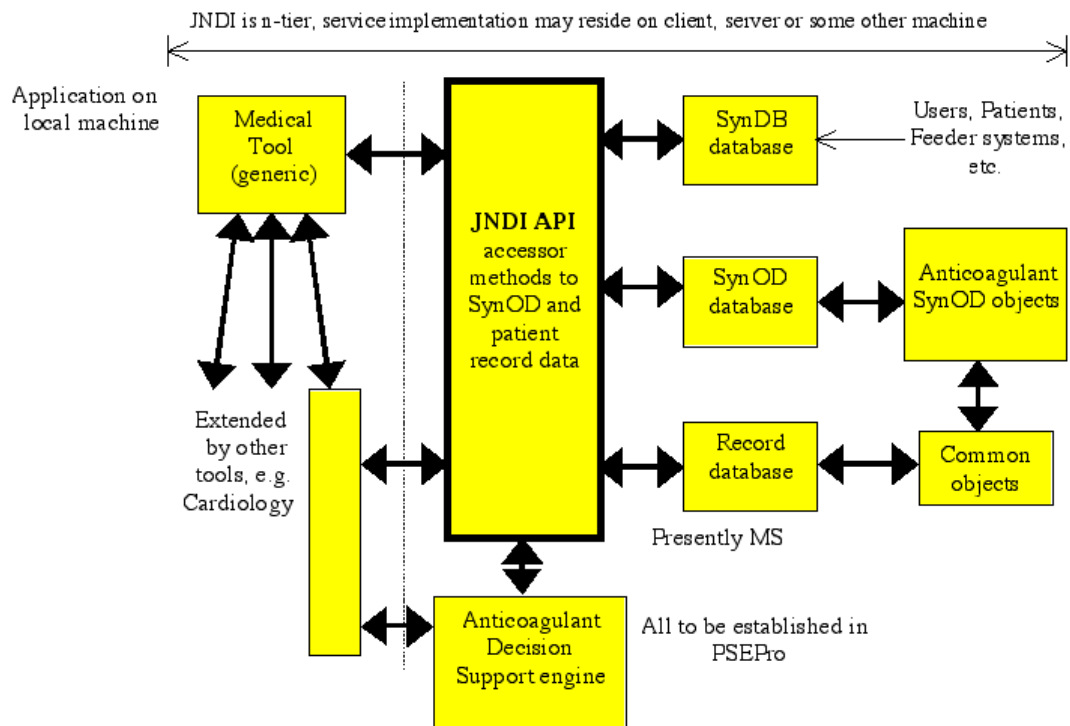 JNDI is n-tier, service implementation may reside on client, server or some other machine
Application on
local machine
Medical
Tool
(generic)
Extended
by other
tools, e.g.
Cardiology
JNDI API
accessor
methods to
SynOD and
patient
record data
SynDB
database
Users, Patients,
Feeder systems,
etc.
SynOD
database
Anticoagulant
SynOD objects
Record
database
Common
objects
Presently MS
Anticoagulant
Decision
Support engine
All to be established in
PSEPro